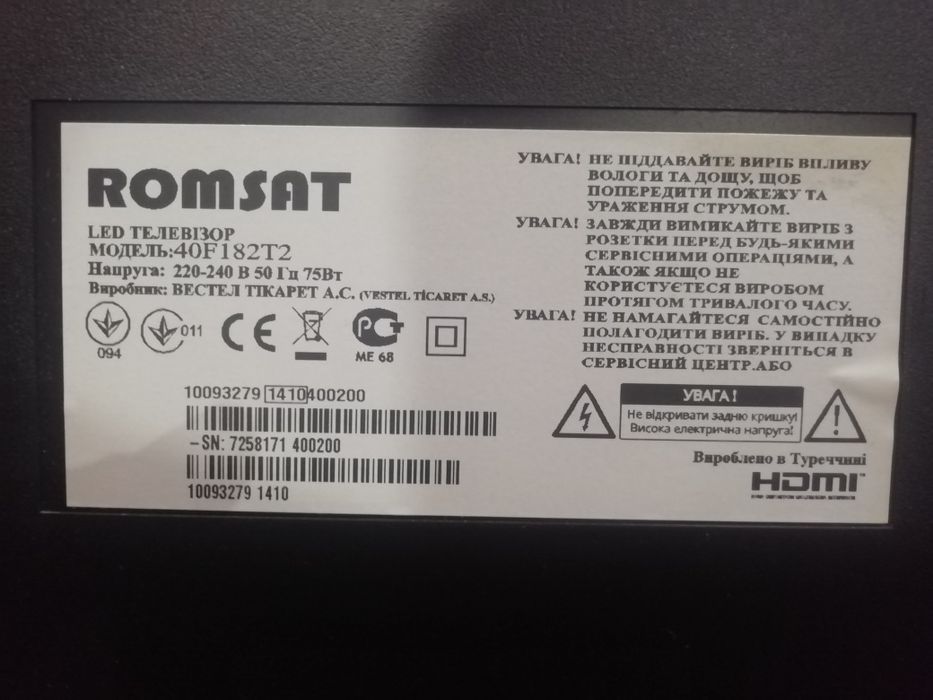 ROMSAT
LED ТЕЛЕВІЗОР
МОДЕЛЬ:40F182T2
Напруга: 220-240 В 50 Гц 75Вт
Виробник: ВЕСТЕЛ ТІКАРЕТ А.С. (VESTEL TİCARET A.S.)
094
011
CE
PC
ME 68
10093279 1410400200
-SN: 7258171 400200
10093279 1410
УВАГА! НЕ ПІДДАВАЙТЕ ВИРІБ ВПЛИВУ
ВОЛОГИ ТА ДОЩУ, ЩОБ
ПОПЕРЕДИТИ ПОЖЕЖУ ТА
УРАЖЕННЯ СТРУМОМ.
УВАГА! ЗАВЖДИ ВИМИКАЙТЕ ВИРІБ З
РОЗЕТКИ ПЕРЕД БУДЬ-ЯКИМИ
СЕРВІСНИМИ ОПЕРАЦІЯМИ, А
ТАКОЖ ЯКЩО НЕ
КОРИСТУЄТЕСЯ ВИРОБОМ
ПРОТЯГОМ ТРИВАЛОГО ЧАСУ.
УВАГА! НЕ НАМАГАЙТЕСЯ САМОСТІЙНО
ПОЛАГОДИТИ ВИРІБ. У ВИПАДКУ
НЕСПРАВНОСТІ ЗВЕРНІТЬСЯ В
СЕРВІСНИЙ ЦЕНТР.АБО
УВАГА !
Не відкривати задню кришку!
Висока електрична напруга!
Вироблено в Туреччині
HDMI™